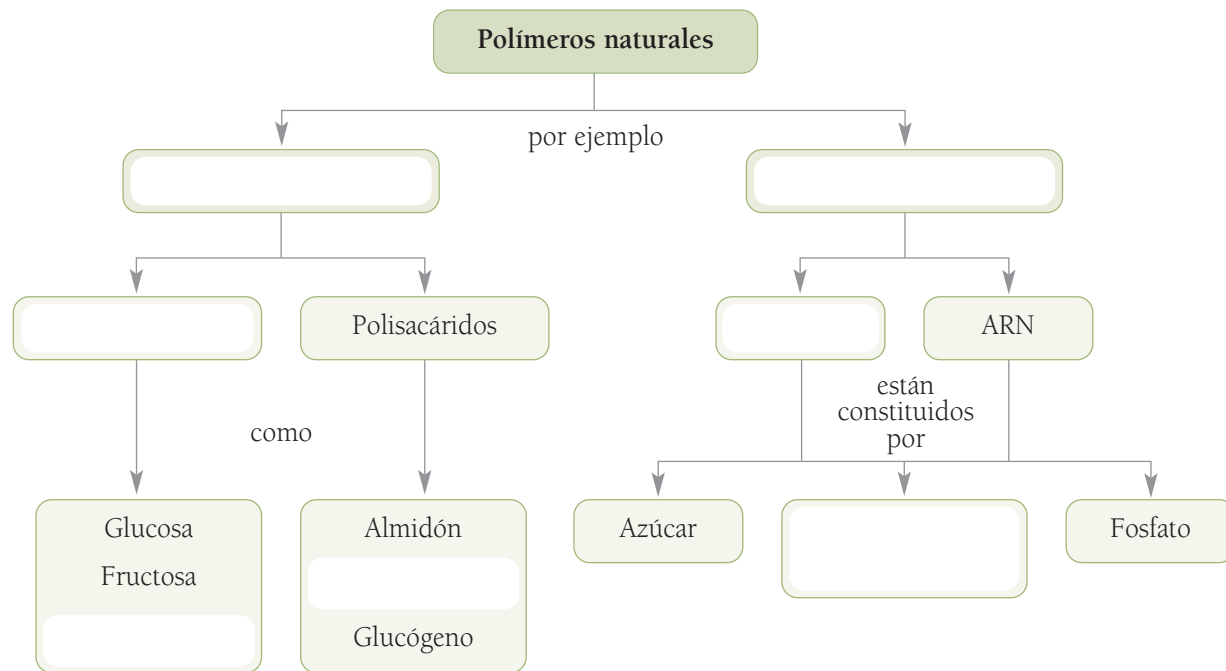 Polímeros naturales
por ejemplo
Polisacáridos
ARN
como
están
constituidos
por
Glucosa
Fructosa
Almidón
Glucógeno
Azúcar
Fosfato